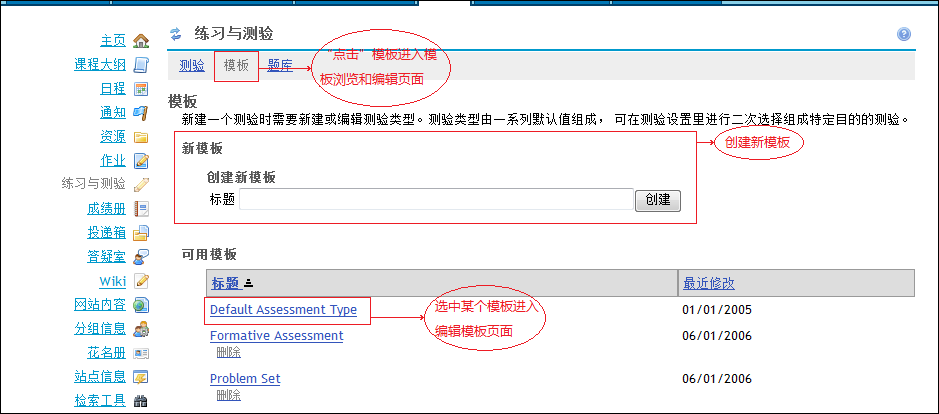 主页
课程大纲
日程
通知
资源
作业
练习与测验
成绩册
投递箱
答疑室
Wiki
网站内容
分组信息
花名册
站点信息
检索工具
练习与测验
测验 模板 题库
“点击”模板进入模
板浏览和编辑页面
模板
新建一个测验时需要新建或编辑测验类型。测验类型由一系列默认值组成， 可在测验设置里进行二次选择组成特定目的的测验。
新模板
创建新模板
创建新模板
标题 创建
可用模板
标题 最近修改
Default Assessment Type 01/01/2005
选中某个模板进入
编辑模板页面
Formative Assessment 06/01/2006
删除
Problem Set 06/01/2006
删除